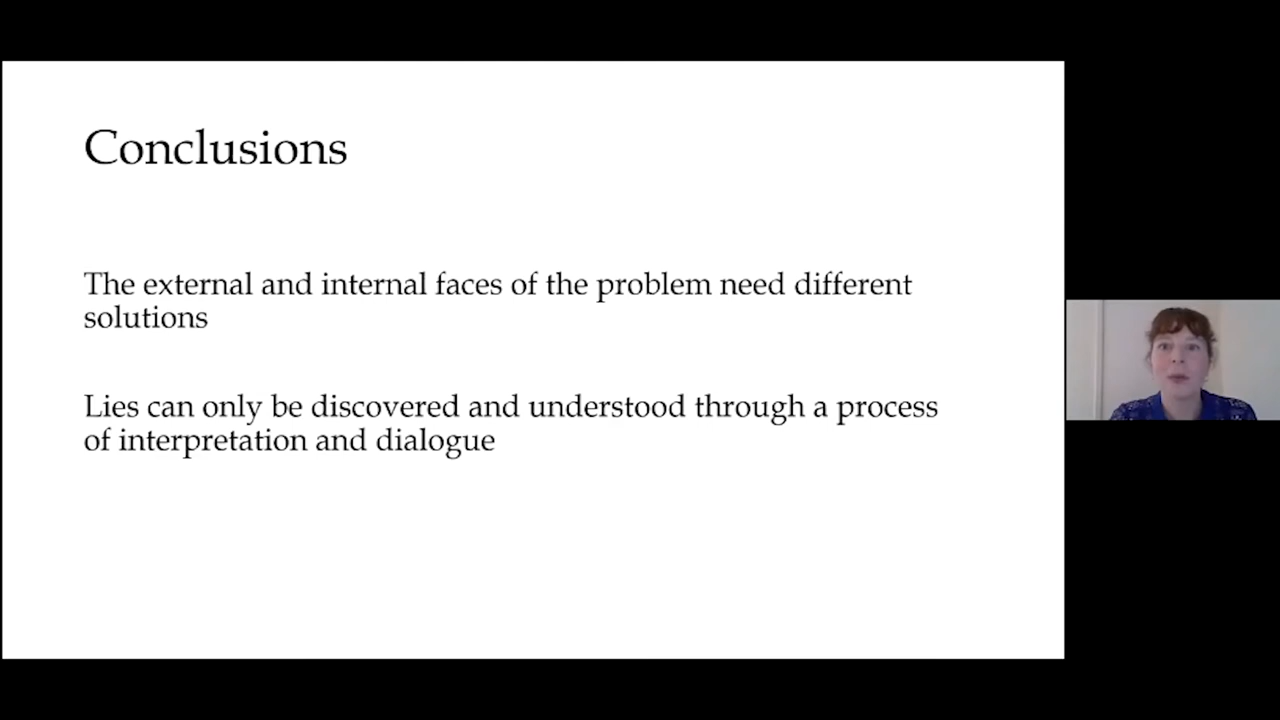 Conclusions
The external and internal faces of the problem need different
solutions
Lies can only be discovered and understood through a process
of interpretation and dialogue